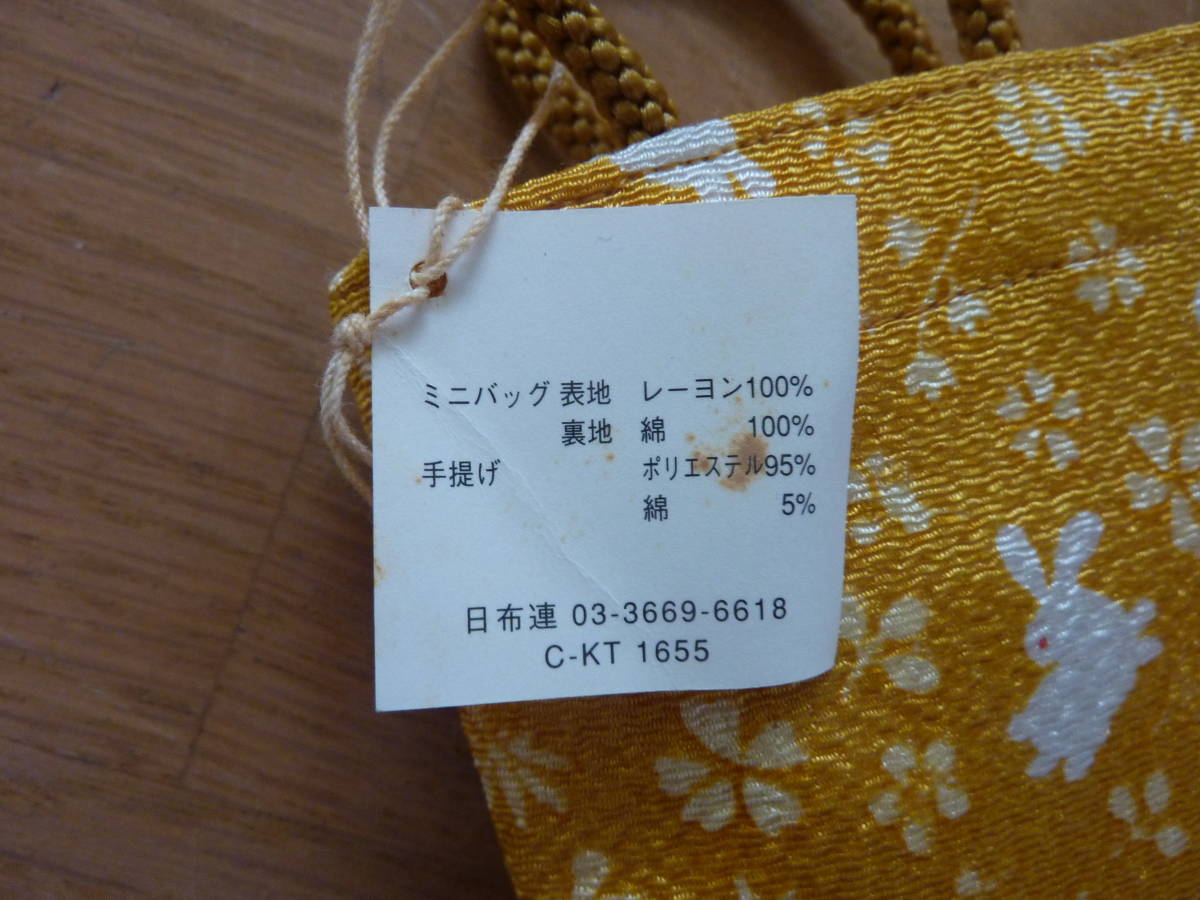 ミニバッグ 表地 レーヨン100%
裏地 綿 100%
手提げ ポリエステル95%
綿 5%
日布連 03-3669-6618
C-KT 1655